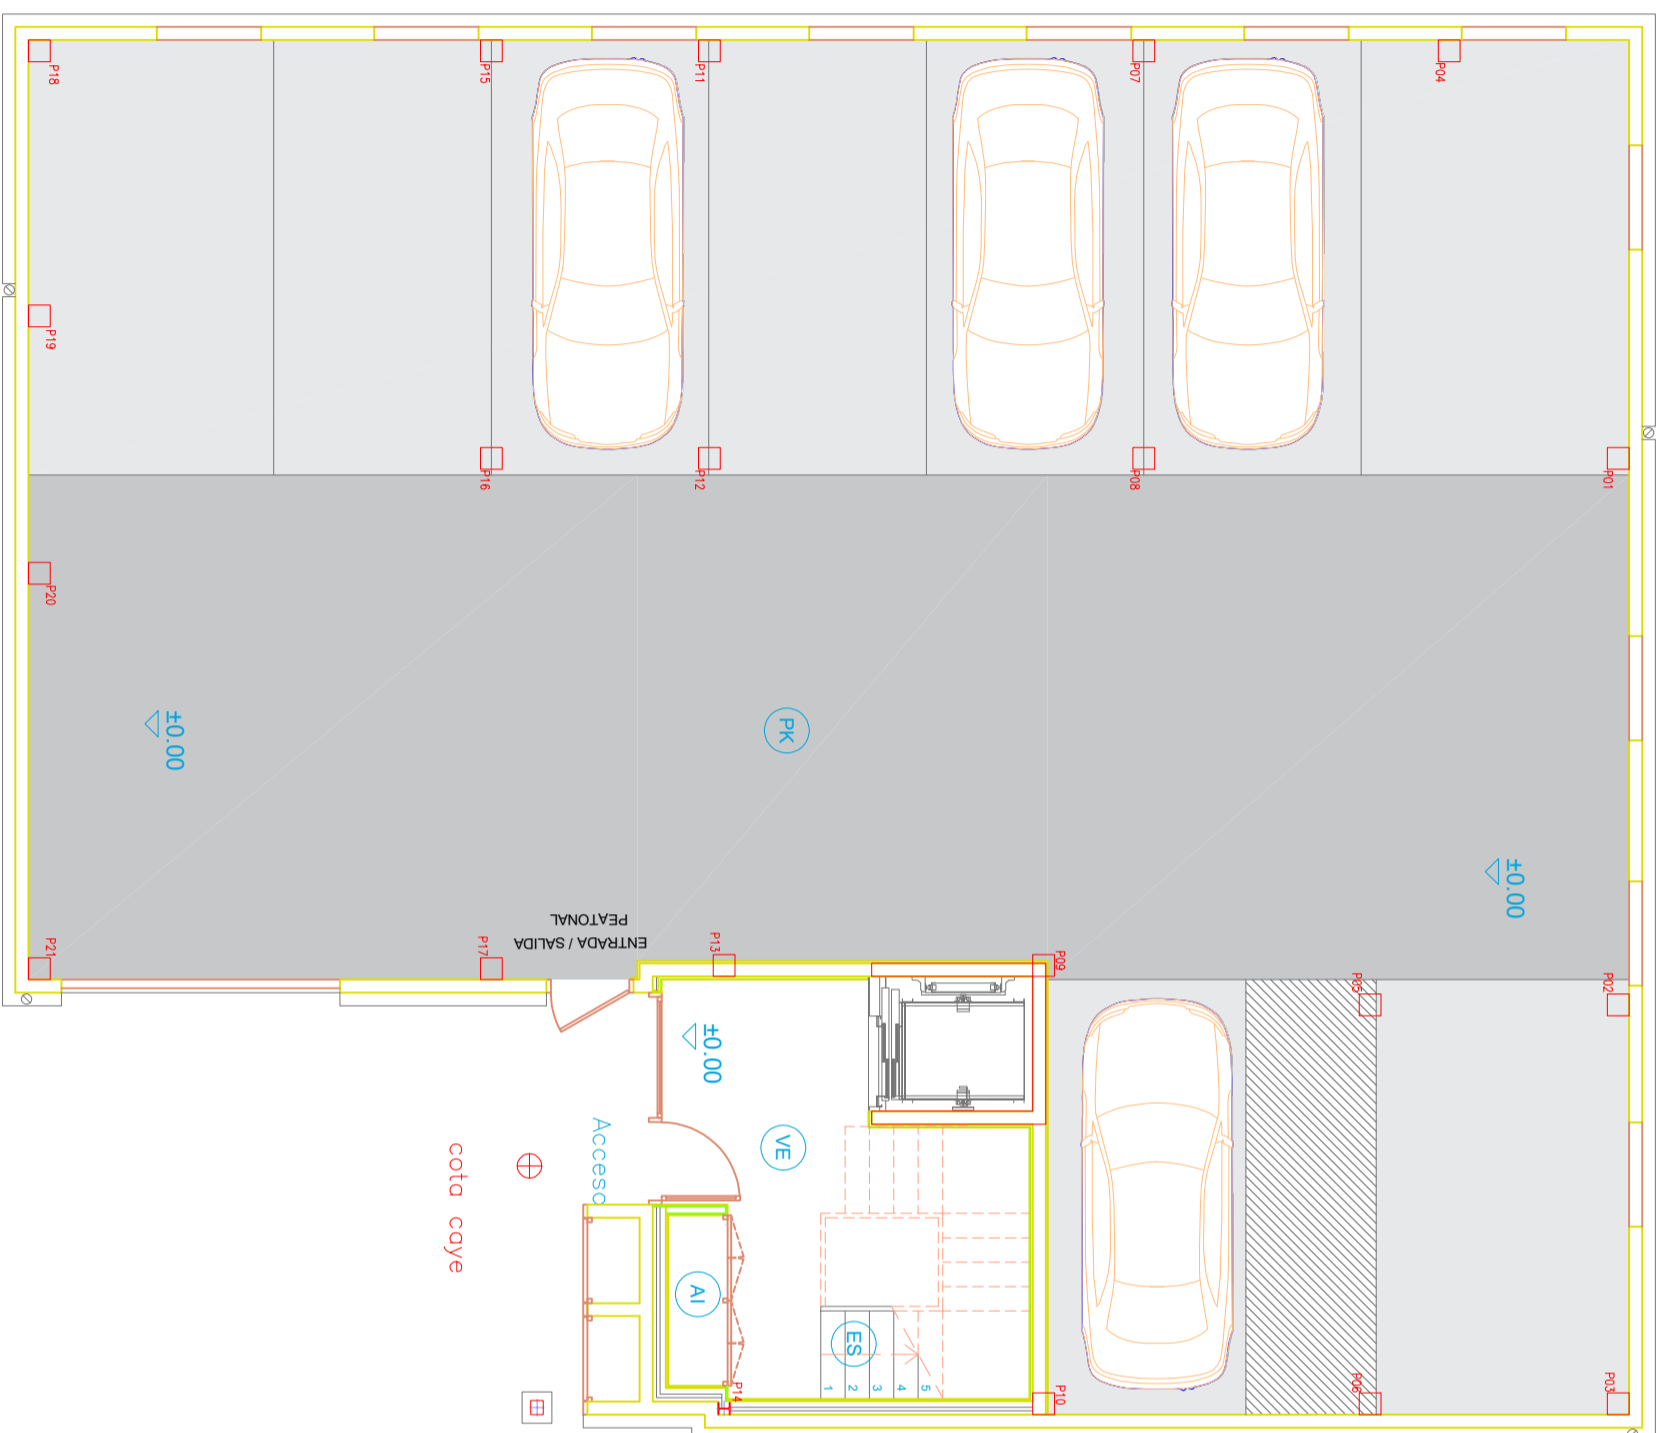 P18
P15
P11
P07
P04
P19
P16
P12
P08
P01
P20
±0.00
PK
±0.00
ENTRADA / SALIDA
PEATONAL
P21
P17
P13
P09
P05
P02
±0.00
VE
Acceso
cota caye
AI
ES
1
2
3
4
5
P14
P10
P06
P03